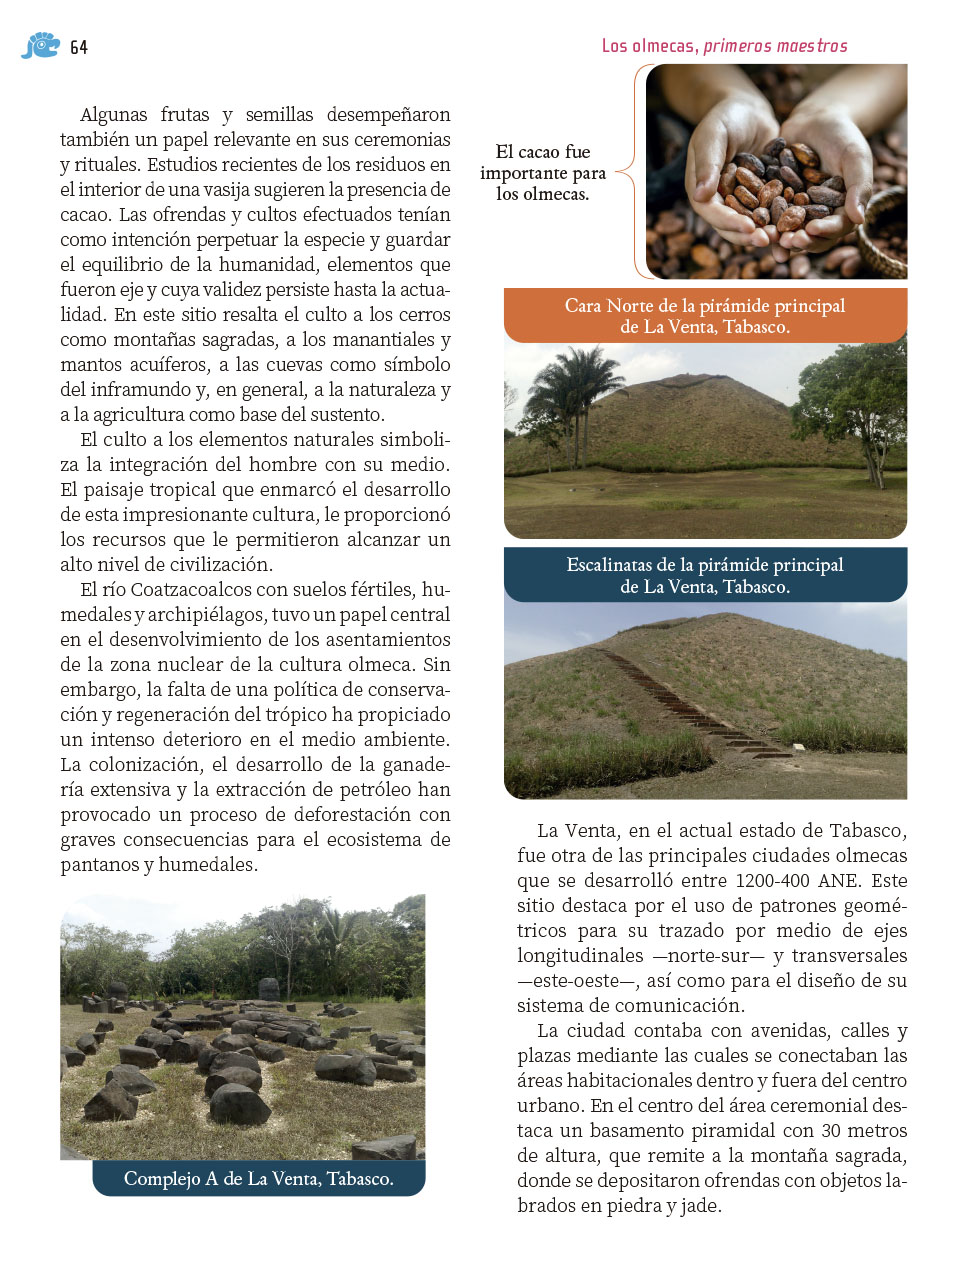 64
Los olmecas, primeros maestros
Algunas frutas y semillas desempeñaron
también un papel relevante en sus ceremonias
y rituales. Estudios recientes de los residuos en
el interior de una vasija sugieren la presencia de
cacao. Las ofrendas y cultos efectuados tenían
como intención perpetuar la especie y guardar
el equilibrio de la humanidad, elementos que
fueron eje y cuya validez persiste hasta la actua-
lidad. En este sitio resalta el culto a los cerros
como montañas sagradas, a los manantiales y
mantos acuíferos, a las cuevas como símbolo
del inframundo y, en general, a la naturaleza y
a la agricultura como base del sustento.
El culto a los elementos naturales simboli-
za la integración del hombre con su medio.
El paisaje tropical que enmarcó el desarrollo
de esta impresionante cultura, le proporcionó
los recursos que le permitieron alcanzar un
alto nivel de civilización.
El río Coatzacoalcos con suelos fértiles, hu-
medales y archipiélagos, tuvo un papel central
en el desenvolvimiento de los asentamientos
de la zona nuclear de la cultura olmeca. Sin
embargo, la falta de una política de conserva-
ción y regeneración del trópico ha propiciado
un intenso deterioro en el medio ambiente.
La colonización, el desarrollo de la ganade-
ría extensiva y la extracción de petróleo han
provocado un proceso de deforestación con
graves consecuencias para el ecosistema de
pantanos y humedales.
Complejo A de La Venta, Tabasco.
El cacao fue
importante para
los olmecas.
Cara Norte de la pirámide principal
de La Venta, Tabasco.
Escalinatas de la pirámide principal
de La Venta, Tabasco.
La Venta, en el actual estado de Tabasco,
fue otra de las principales ciudades olmecas
que se desarrolló entre 1200-400 ANE. Este
sitio destaca por el uso de patrones geomé-
tricos para su trazado por medio de ejes
longitudinales —norte-sur— y transversales
—este-oeste—, así como para el diseño de su
sistema de comunicación.
La ciudad contaba con avenidas, calles y
plazas mediante las cuales se conectaban las
áreas habitacionales dentro y fuera del centro
urbano. En el centro del área ceremonial des-
taca un basamento piramidal con 30 metros
de altura, que remite a la montaña sagrada,
donde se depositaron ofrendas con objetos la-
brados en piedra y jade.